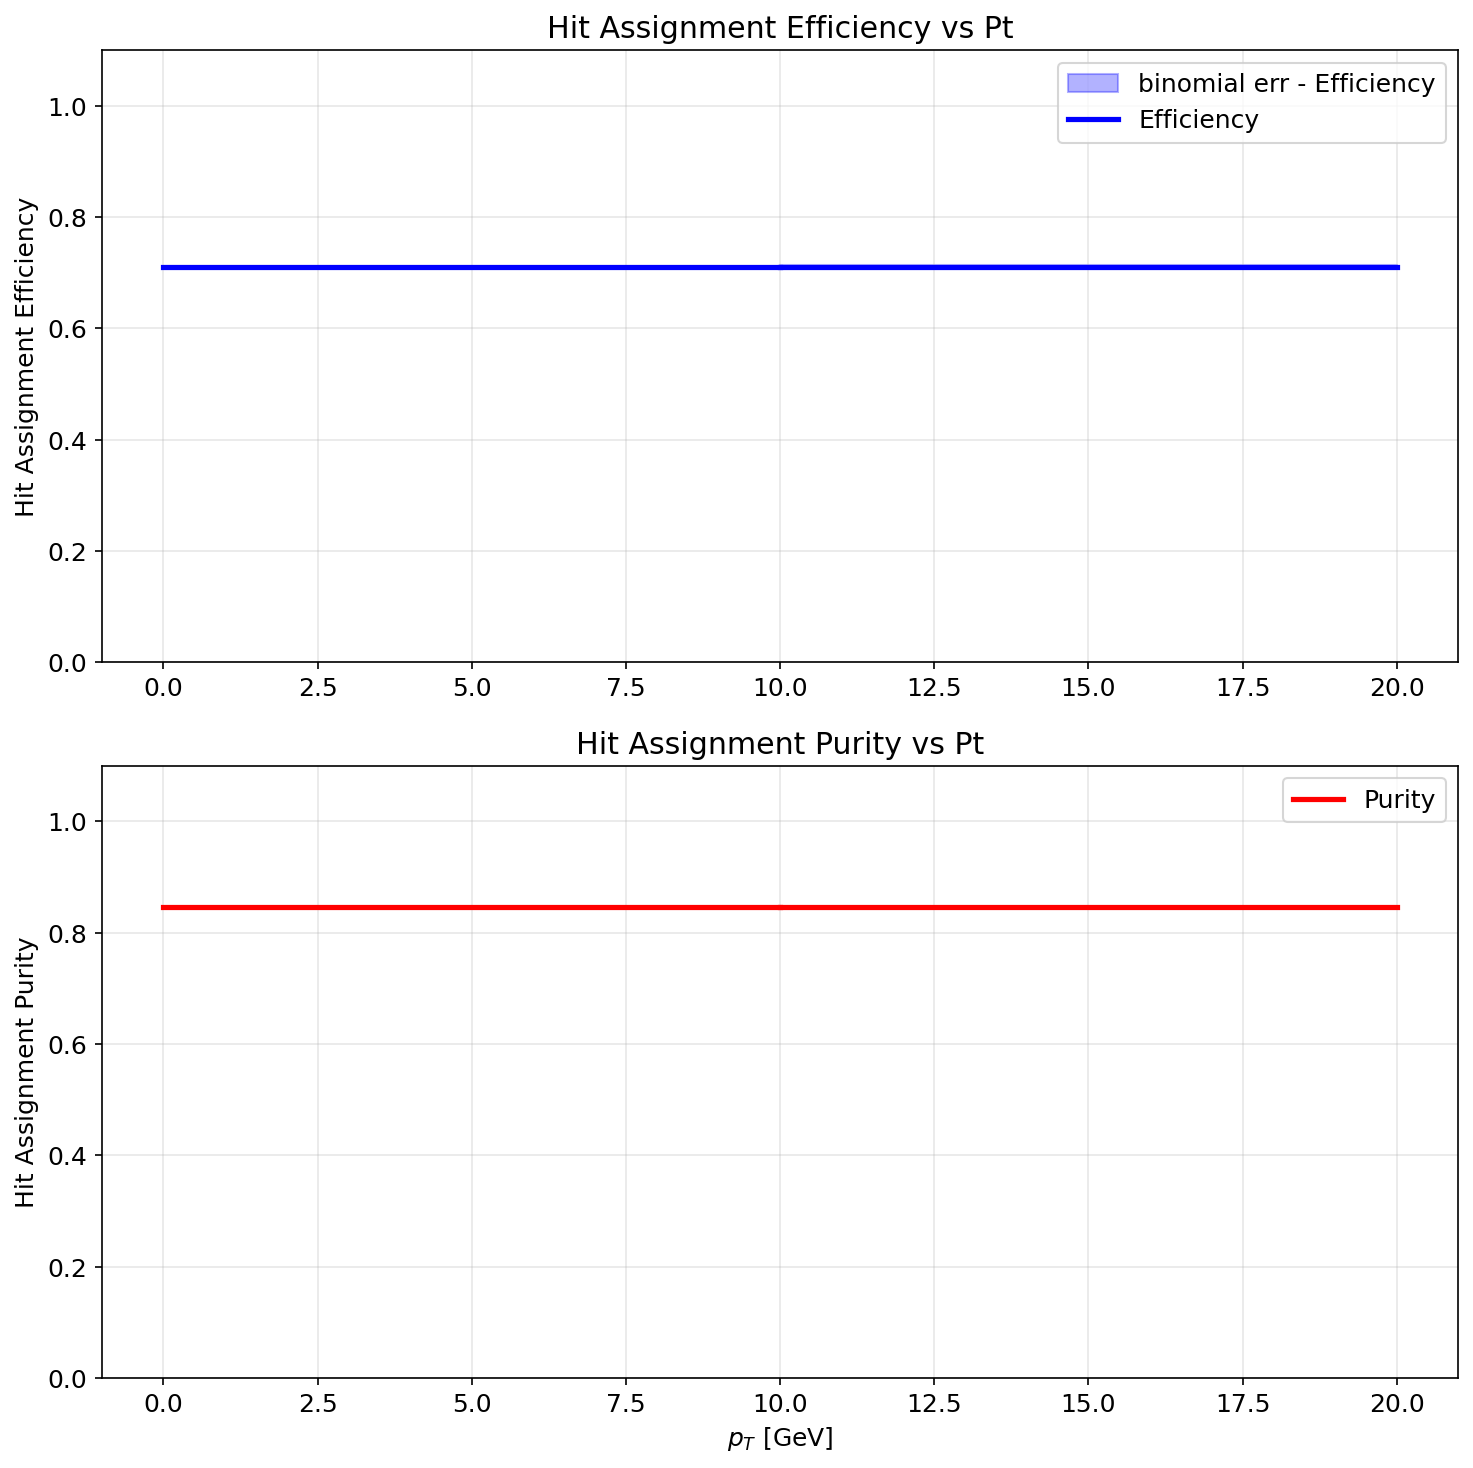 Hit Assignment Efficiency vs Pt
binomial err - Efficiency
Efficiency
Hit Assignment Efficiency
1.0
0.8
0.6
0.4
0.2
0.0
0.0 2.5 5.0 7.5 10.0 12.5 15.0 17.5 20.0
Hit Assignment Purity vs Pt
Purity
Hit Assignment Purity
1.0
0.8
0.6
0.4
0.2
0.0
0.0 2.5 5.0 7.5 10.0 12.5 15.0 17.5 20.0
p_T [GeV]